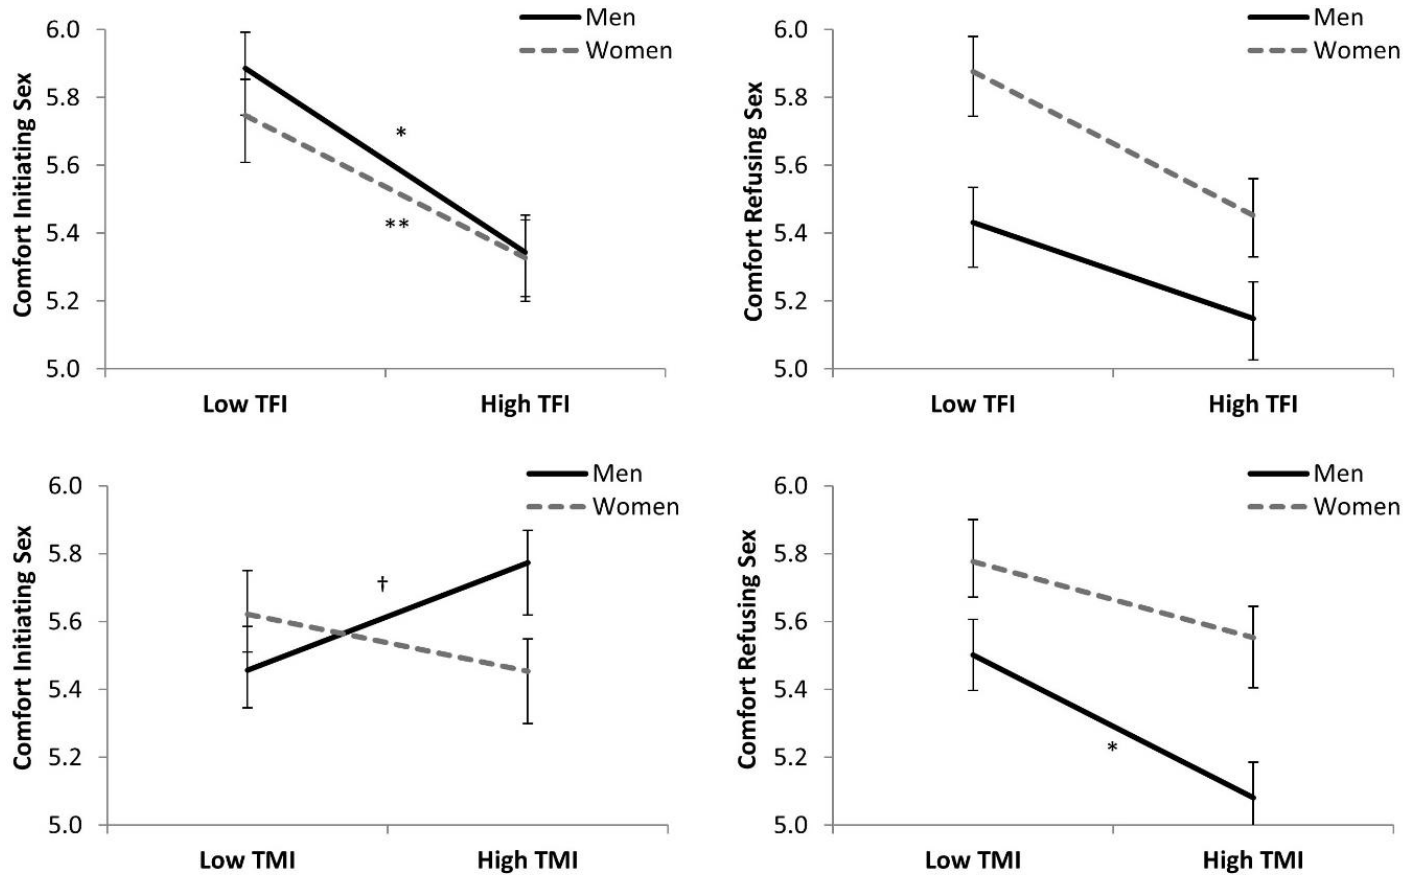 Men
Women
Comfort Initiating Sex
6.0
5.8
5.6
5.4
5.2
5.0
*
**
Low TFI
High TFI
Men
Women
Comfort Refusing Sex
6.0
5.8
5.6
5.4
5.2
5.0
Low TFI
High TFI
Men
Women
Comfort Initiating Sex
6.0
5.8
5.6
5.4
5.2
5.0
†
Low TMI
High TMI
Men
Women
Comfort Refusing Sex
6.0
5.8
5.6
5.4
5.2
5.0
*
Low TMI
High TMI